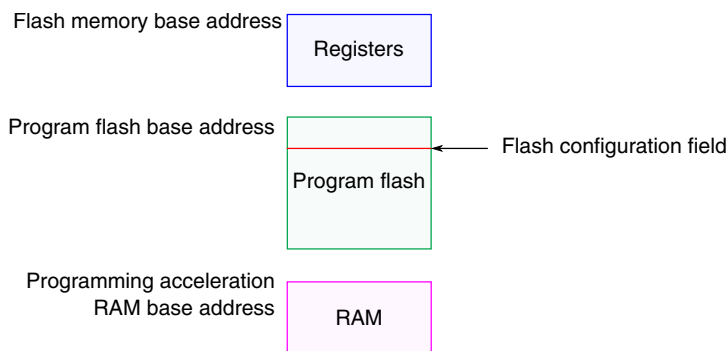 Flash memory base address
Registers
Program flash base address
Flash configuration field
Program flash
Programming acceleration
RAM base address
RAM